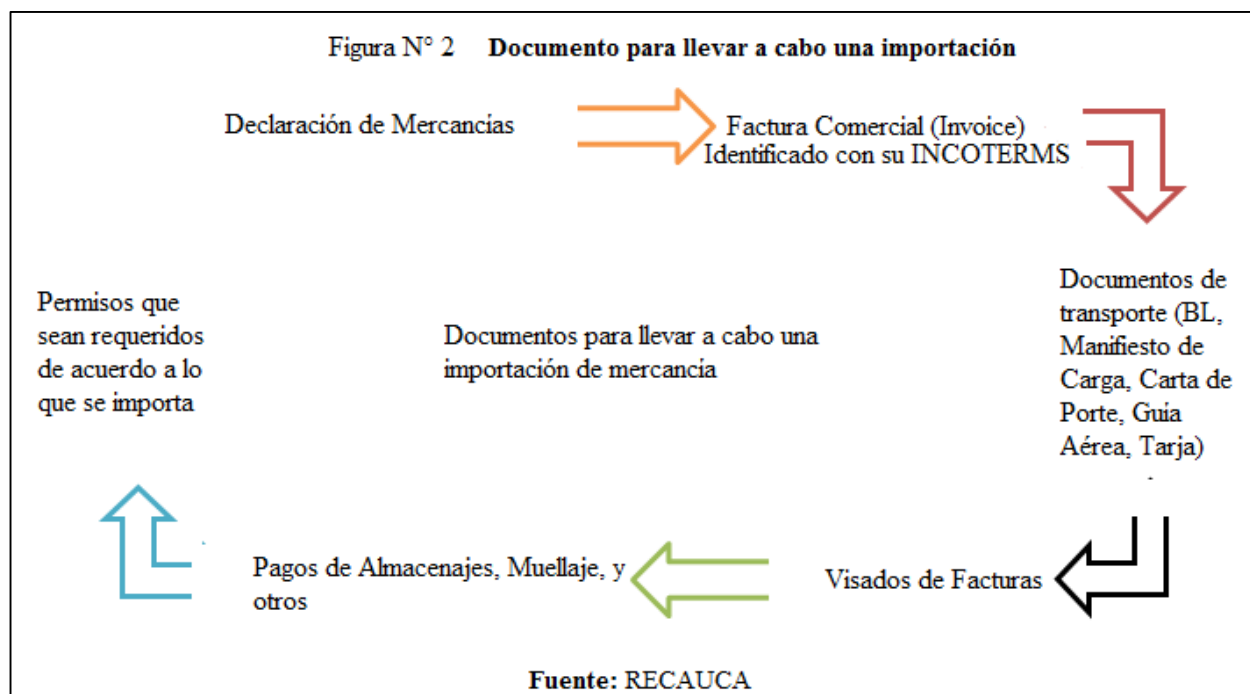 Figura N° 2 Documento para llevar a cabo una importación
Declaración de Mercancías
Factura Comercial (Invoice)
Identificado con su INCOTERMS
Documentos de
transporte (BL,
Manifiesto de
Carga, Carta de
Porte, Guía
Aérea, Tarja)
Visados de Facturas
Pagos de Almacenajes, Muellaje, y
otros
Permisos que
sean requeridos
de acuerdo a lo
que se importa
Documentos para llevar a cabo una
importación de mercancía
Fuente: RECAUCA